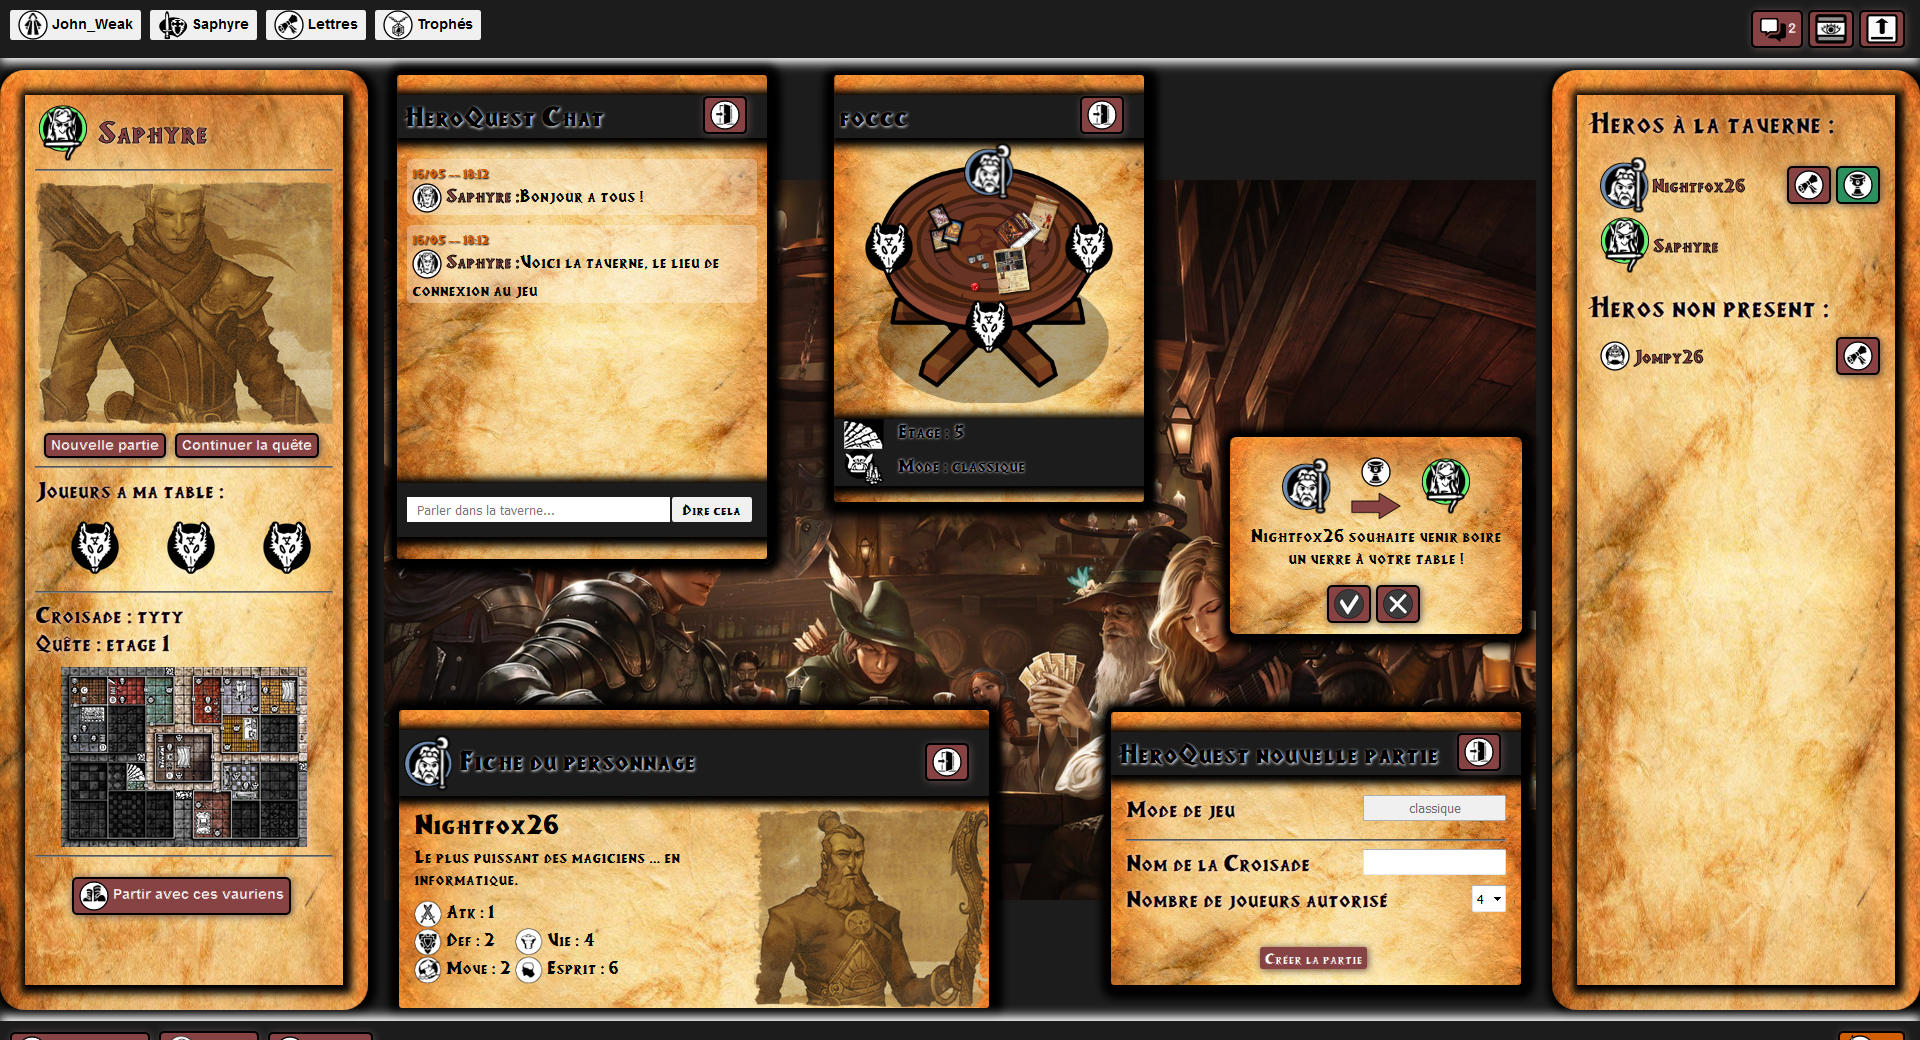 John_Weak
Saphyre
Lettres
Trophés
2
Saphyre
Nouvelle partie
Continuer la quête
Joueurs a ma table :
Croisade : tyty
Quête : etage 1
Partir avec ces vauriens
HeroQuest Chat
16/05 -- 18:12
Saphyre :Bonjour a tous !
16/05 -- 18:12
Saphyre :Voici la taverne, le lieu de
connexion au jeu
Parler dans la taverne...
Dire cela
foccc
Etage : 5
Mode : classique
Nightfox26 souhaite venir boire
un verre à votre table !
Fiche du personnage
Nightfox26
Le plus puissant des magiciens ... en
informatique.
Atk : 1
Def : 2
Vie : 4
Move : 2
Esprit : 6
HeroQuest nouvelle partie
Mode de jeu
classique
Nom de la Croisade
Nombre de joueurs autorisé
4
Créer la partie
Heros à la taverne :
Nightfox26
Saphyre
Heros non present :
Jompy26